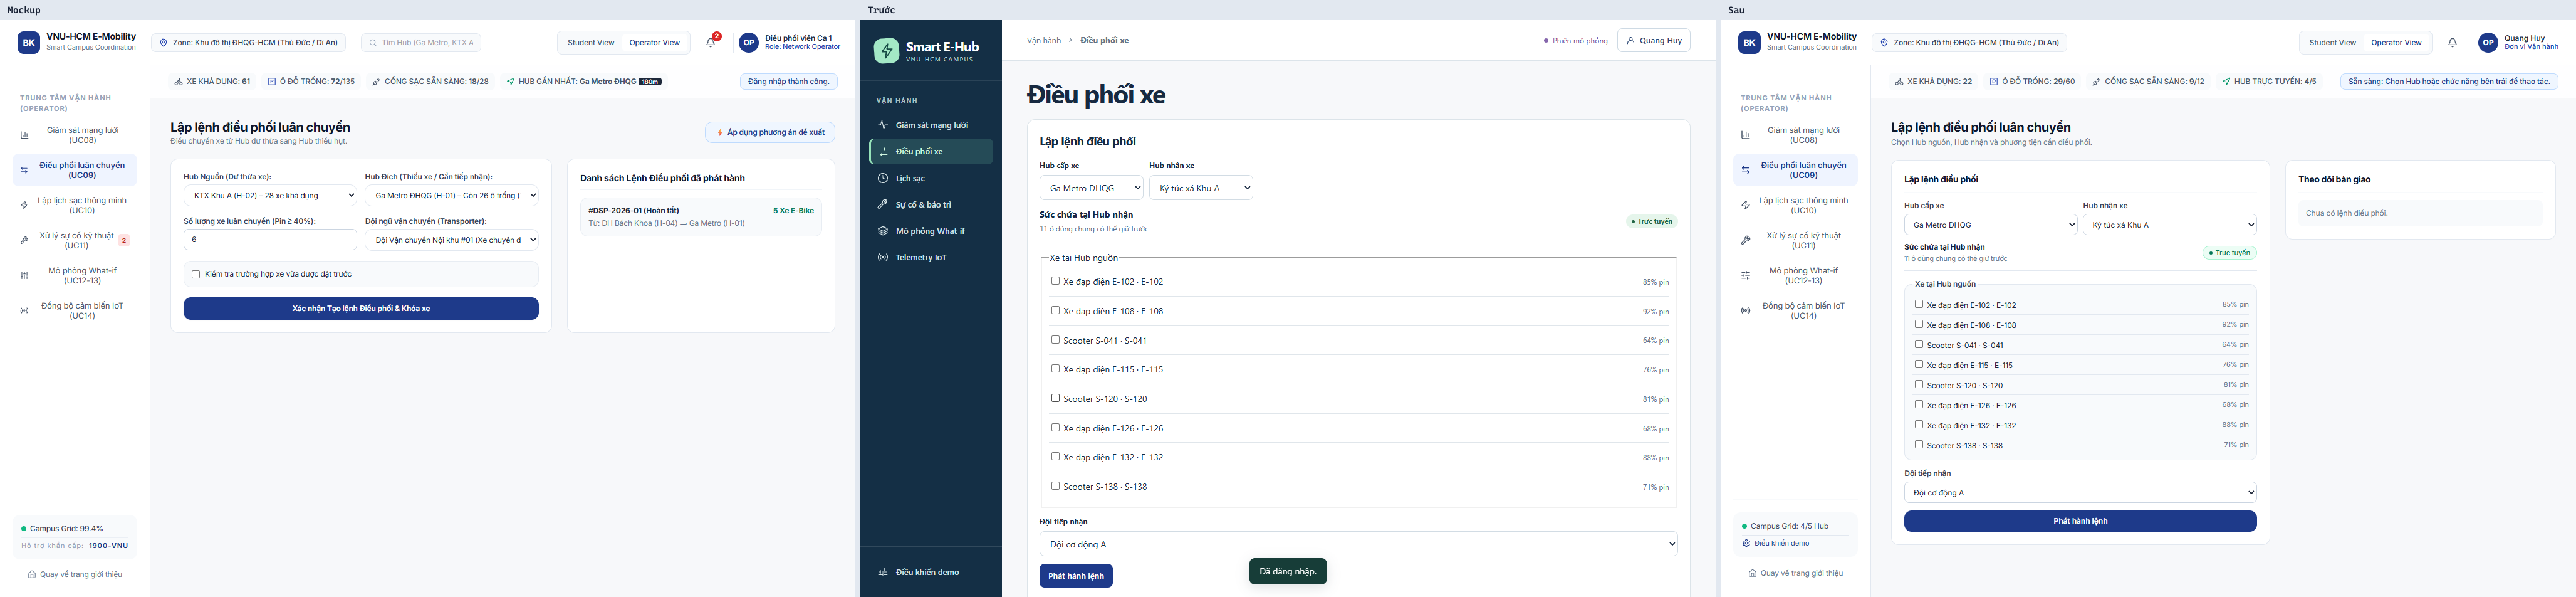 Mockup
BK
VNU-HCM E-Mobility
Smart Campus Coordination
Zone: Khu đô thị ĐHQG-HCM (Thủ Đức / Dĩ An)
Tìm Hub (Ga Metro, KTX A
Student View
Operator View
2
OP
Điều phối viên Ca 1
Role: Network Operator
XE KHẢ DỤNG: 61
Ô ĐỖ TRỐNG: 72/135
CỔNG SẠC SẴN SÀNG: 18/28
HUB GẦN NHẤT: Ga Metro ĐHQG 180m
Đăng nhập thành công.
TRUNG TÂM VẬN HÀNH
(OPERATOR)
Giám sát mạng lưới
(UC08)
Điều phối luân chuyển
(UC09)
Lập lịch sạc thông minh
(UC10)
Xử lý sự cố kỹ thuật
(UC11)
2
Mô phỏng What-if
(UC12-13)
Đồng bộ cảm biến IoT
(UC14)
Campus Grid: 99.4%
Hỗ trợ khẩn cấp: 1900-VNU
Quay về trang giới thiệu
Lập lệnh điều phối luân chuyển
Điều chuyển xe từ Hub dư thừa sang Hub thiếu hụt.
Áp dụng phương án đề xuất
Hub Nguồn (Dư thừa xe):
KTX Khu A (H-02) – 28 xe khả dụng
Hub Đích (Thiếu xe / Cần tiếp nhận):
Ga Metro ĐHQG (H-01) – Còn 26 ô trống (
Số lượng xe luân chuyển (Pin ≥ 40%):
6
Đội ngũ vận chuyển (Transporter):
Đội Vận chuyển Nội khu #01 (Xe chuyên d
Kiểm tra trường hợp xe vừa được đặt trước
Xác nhận Tạo lệnh Điều phối & Khóa xe
Danh sách Lệnh Điều phối đã phát hành
#DSP-2026-01 (Hoàn tất)
5 Xe E-Bike
Từ: ĐH Bách Khoa (H-04) → Ga Metro (H-01)
Trước
Smart E-Hub
VNU-HCM CAMPUS
VẬN HÀNH
Giám sát mạng lưới
Điều phối xe
Lịch sạc
Sự cố & bảo trì
Mô phỏng What-if
Telemetry IoT
Điều khiển demo
Vận hành
Điều phối xe
Phiên mô phỏng
Quang Huy
Điều phối xe
Lập lệnh điều phối
Hub cấp xe
Ga Metro ĐHQG
Hub nhận xe
Ký túc xá Khu A
Sức chứa tại Hub nhận
11 ô dùng chung có thể giữ trước
Trực tuyến
Xe tại Hub nguồn
Xe đạp điện E-102 · E-102
85% pin
Xe đạp điện E-108 · E-108
92% pin
Scooter S-041 · S-041
64% pin
Xe đạp điện E-115 · E-115
76% pin
Scooter S-120 · S-120
81% pin
Xe đạp điện E-126 · E-126
68% pin
Xe đạp điện E-132 · E-132
88% pin
Scooter S-138 · S-138
71% pin
Đội tiếp nhận
Đội cơ động A
Phát hành lệnh
Đã đăng nhập.
Sau
BK
VNU-HCM E-Mobility
Smart Campus Coordination
Zone: Khu đô thị ĐHQG-HCM (Thủ Đức / Dĩ An)
Student View
Operator View
OP
Quang Huy
Đơn vị Vận hành
XE KHẢ DỤNG: 22
Ô ĐỖ TRỐNG: 29/60
CỔNG SẠC SẴN SÀNG: 9/12
HUB TRỰC TUYẾN: 4/5
Sẵn sàng: Chọn Hub hoặc chức năng bên trái để thao tác.
TRUNG TÂM VẬN HÀNH
(OPERATOR)
Giám sát mạng lưới
(UC08)
Điều phối luân chuyển
(UC09)
Lập lịch sạc thông minh
(UC10)
Xử lý sự cố kỹ thuật
(UC11)
Mô phỏng What-if
(UC12-13)
Đồng bộ cảm biến IoT
(UC14)
Campus Grid: 4/5 Hub
Điều khiển demo
Quay về trang giới thiệu
Lập lệnh điều phối luân chuyển
Chọn Hub nguồn, Hub nhận và phương tiện cần điều phối.
Lập lệnh điều phối
Hub cấp xe
Ga Metro ĐHQG
Hub nhận xe
Ký túc xá Khu A
Sức chứa tại Hub nhận
11 ô dùng chung có thể giữ trước
Trực tuyến
Xe tại Hub nguồn
Xe đạp điện E-102 · E-102
85% pin
Xe đạp điện E-108 · E-108
92% pin
Scooter S-041 · S-041
64% pin
Xe đạp điện E-115 · E-115
76% pin
Scooter S-120 · S-120
81% pin
Xe đạp điện E-126 · E-126
68% pin
Xe đạp điện E-132 · E-132
88% pin
Scooter S-138 · S-138
71% pin
Đội tiếp nhận
Đội cơ động A
Phát hành lệnh
Theo dõi bàn giao
Chưa có lệnh điều phối.